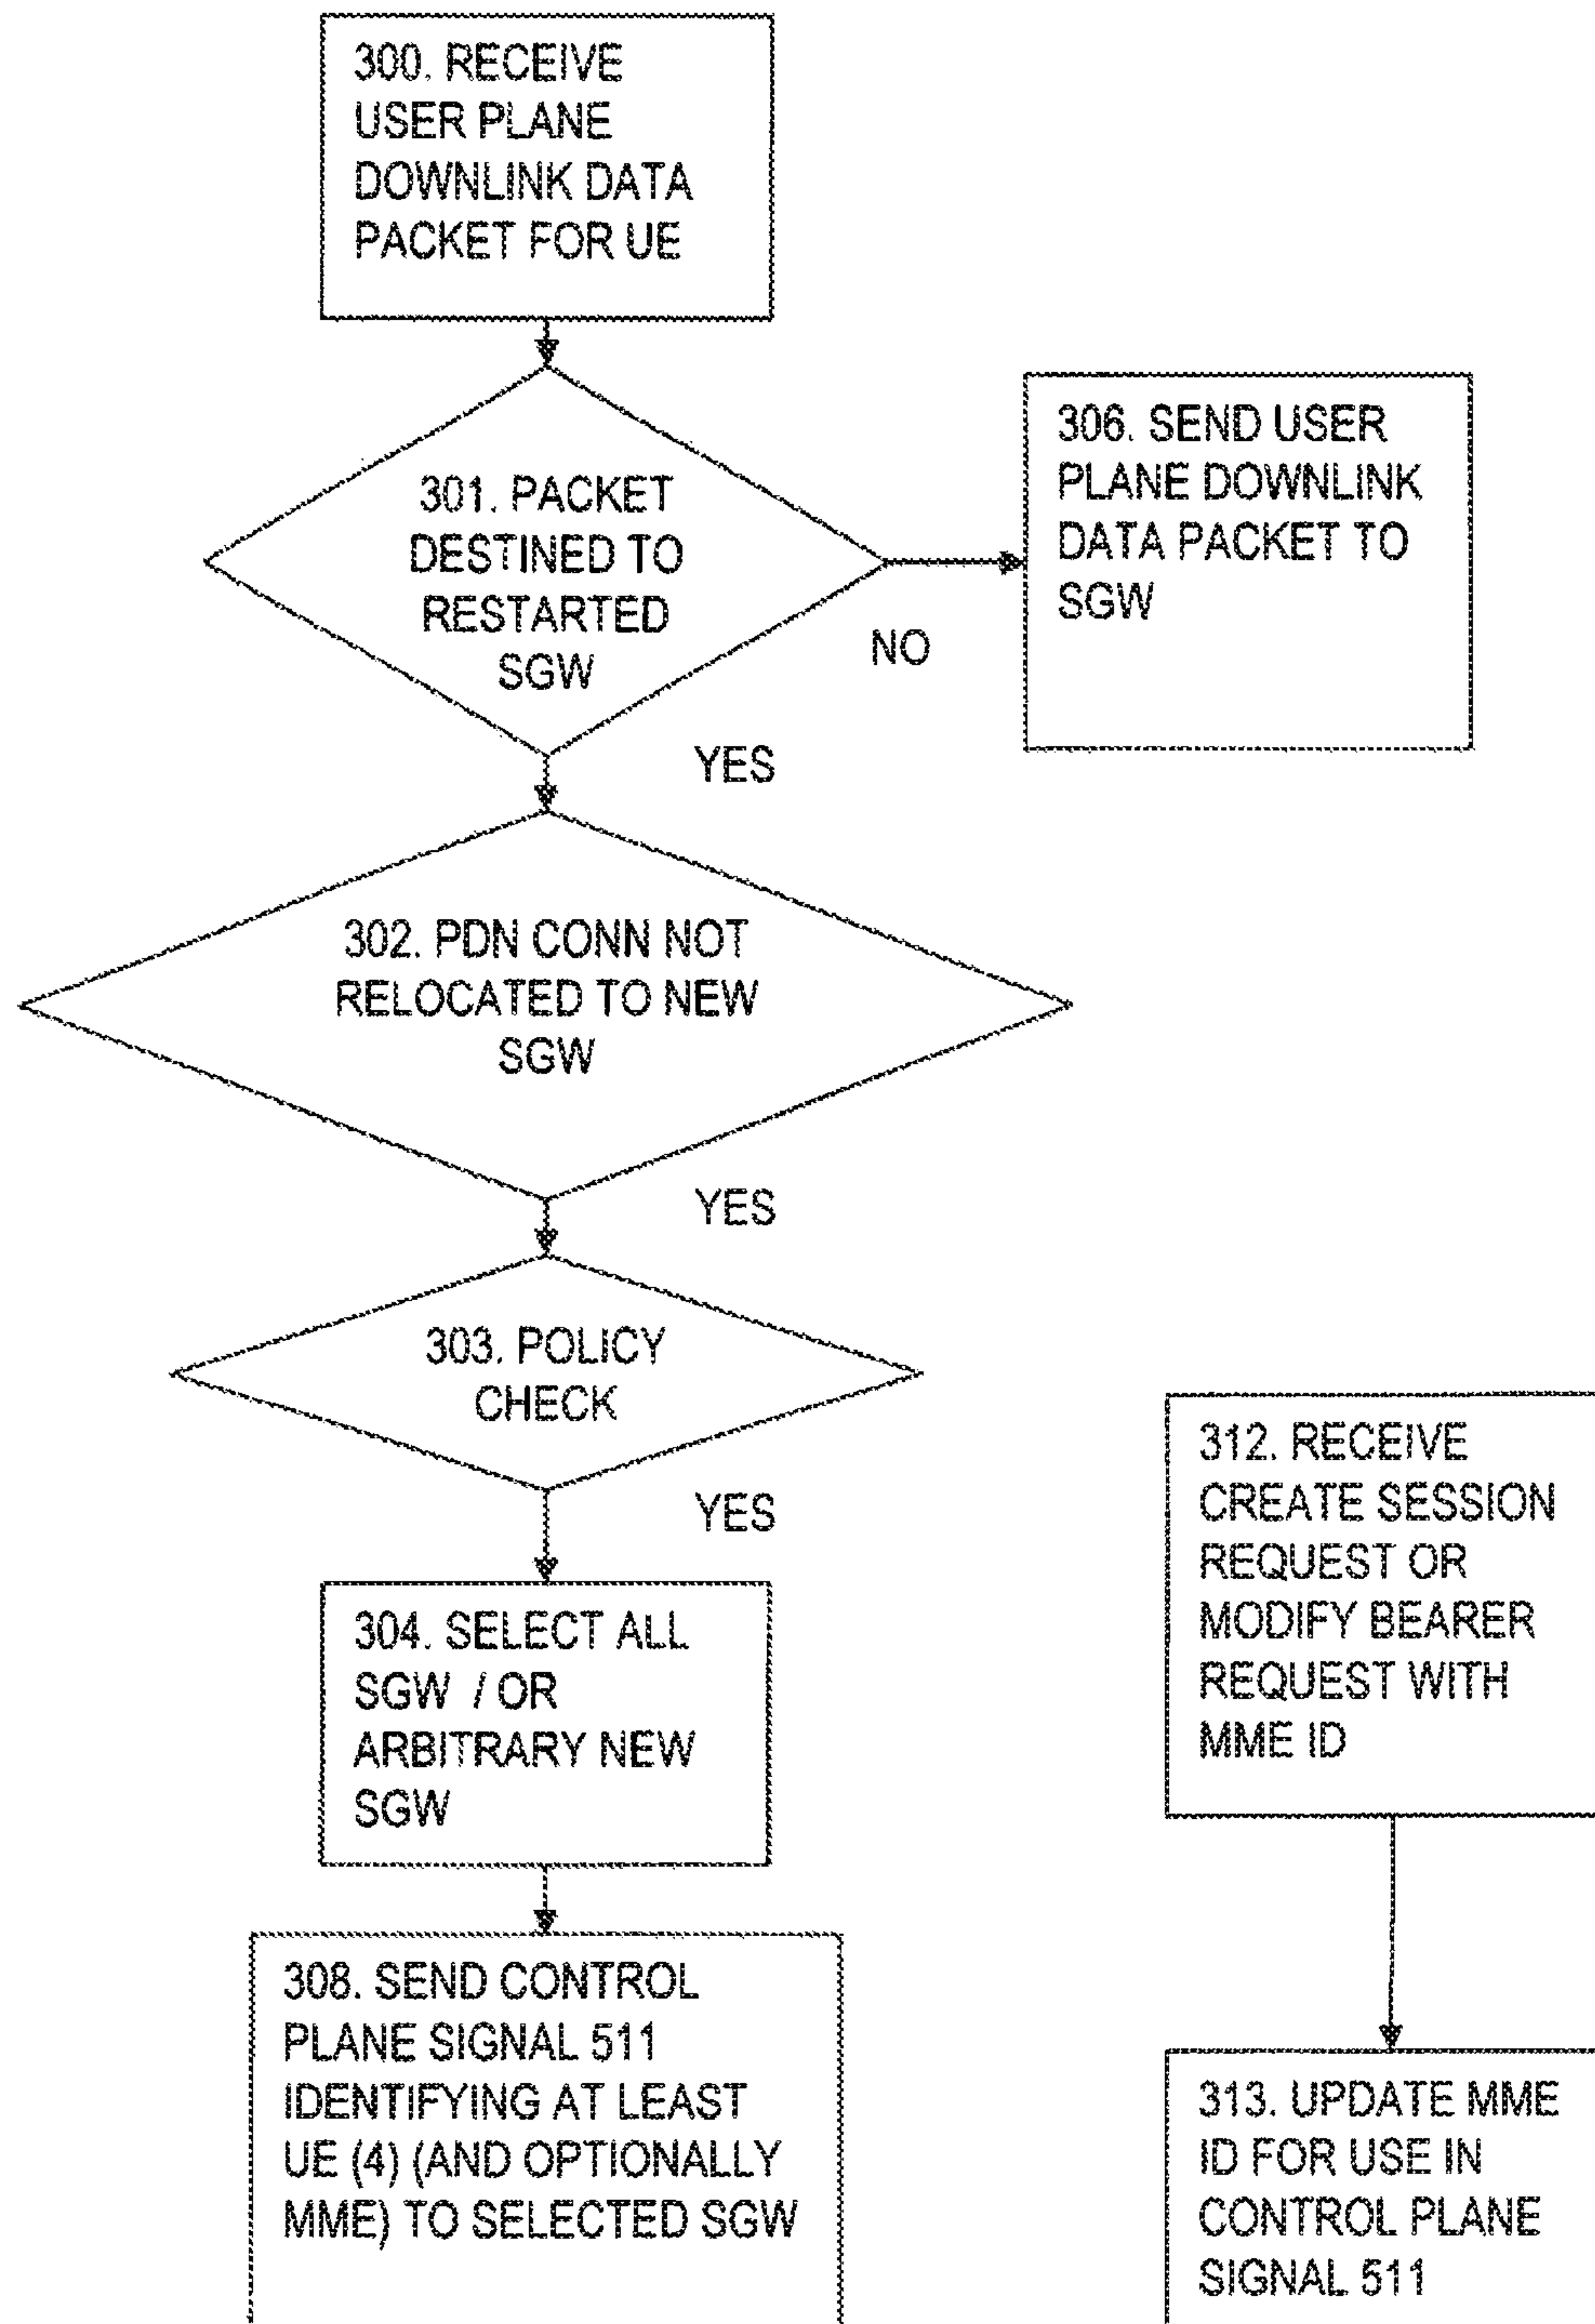 300. RECEIVE
USER PLANE
DOWNLINK DATA
PACKET FOR UE
301. PACKET
DESTINED TO
RESTARTED
SGW
NO
YES
306. SEND USER
PLANE DOWNLINK
DATA PACKET TO
SGW
302. PDN CONN NOT
RELOCATED TO NEW
SGW
YES
303. POLICY
CHECK
YES
304. SELECT ALL
SGW / OR
ARBITRARY NEW
SGW
308. SEND CONTROL
PLANE SIGNAL 511
IDENTIFYING AT LEAST
UE (4) (AND OPTIONALLY
MME) TO SELECTED SGW
312. RECEIVE
CREATE SESSION
REQUEST OR
MODIFY BEARER
REQUEST WITH
MME ID
313. UPDATE MME
ID FOR USE IN
CONTROL PLANE
SIGNAL 511